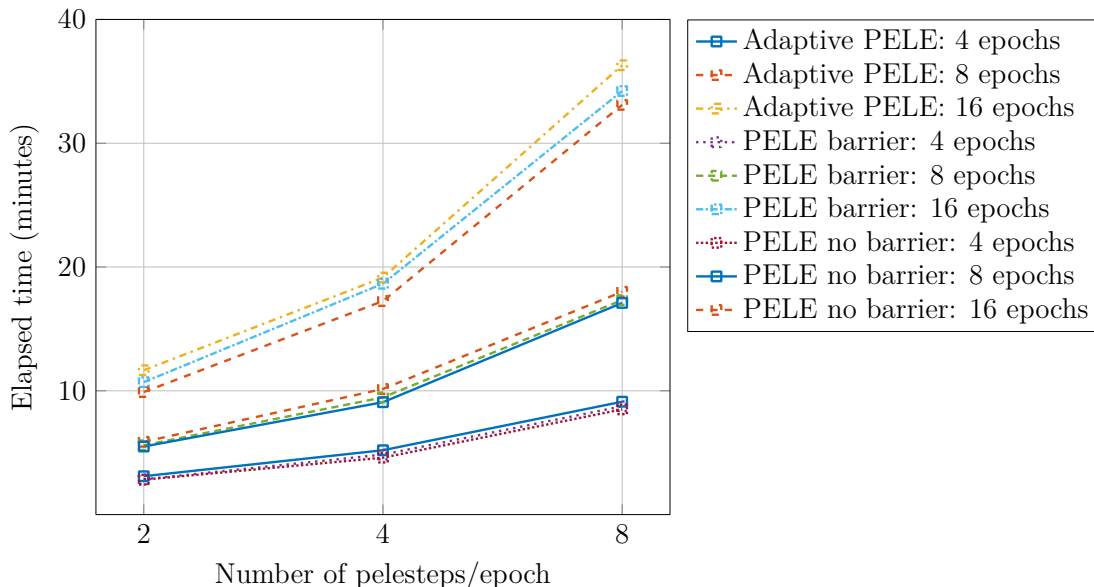 40
30
20
10
2
4
8
Elapsed time (minutes)
Number of pelesteps/epoch
Adaptive PELE: 4 epochs
Adaptive PELE: 8 epochs
Adaptive PELE: 16 epochs
PELE barrier: 4 epochs
PELE barrier: 8 epochs
PELE barrier: 16 epochs
PELE no barrier: 4 epochs
PELE no barrier: 8 epochs
PELE no barrier: 16 epochs